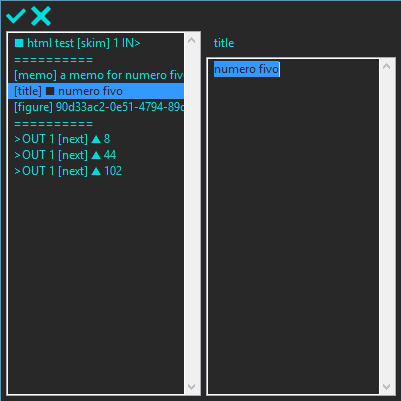 ■ html test [skim] 1 IN>
==========
[memo] a memo for numero fiv
[title] ■ numero fivo
[figure] 90d33ac2-0e51-4794-89c
==========
>OUT 1 [next] ▲ 8
>OUT 1 [next] ▲ 44
>OUT 1 [next] ▲ 102
title
numero fivo